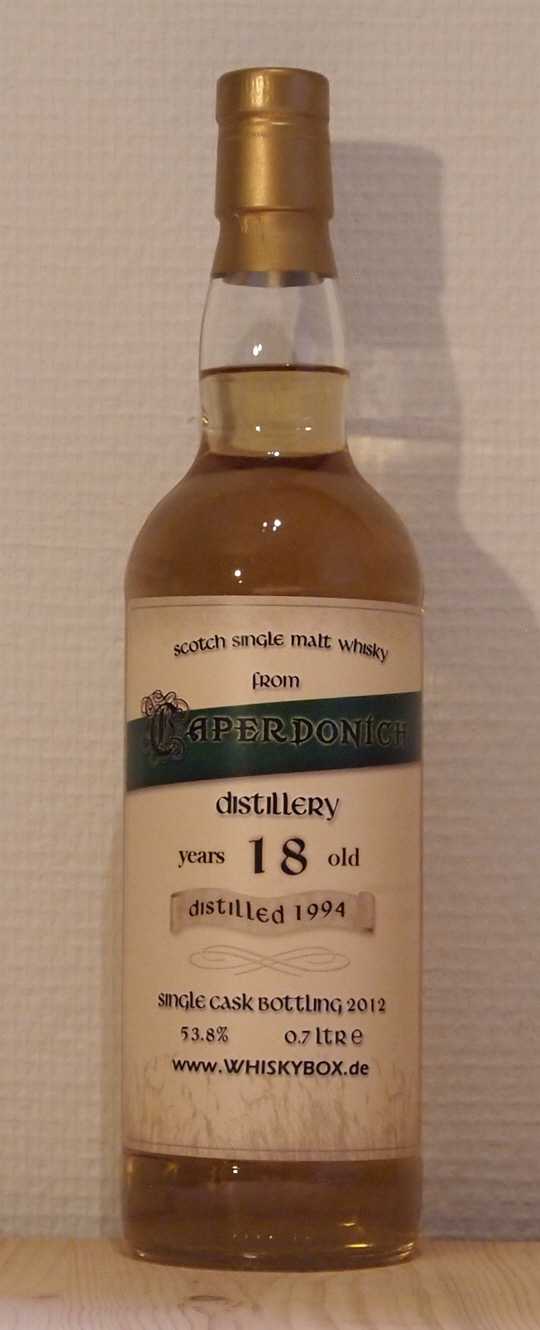 scotch single malt whisky
from
Caperdonich
distillery
years 18 old
distilled 1994
single cask bottling 2012
53.8% 0.7 ltr e
www.WHISKYBOX.de